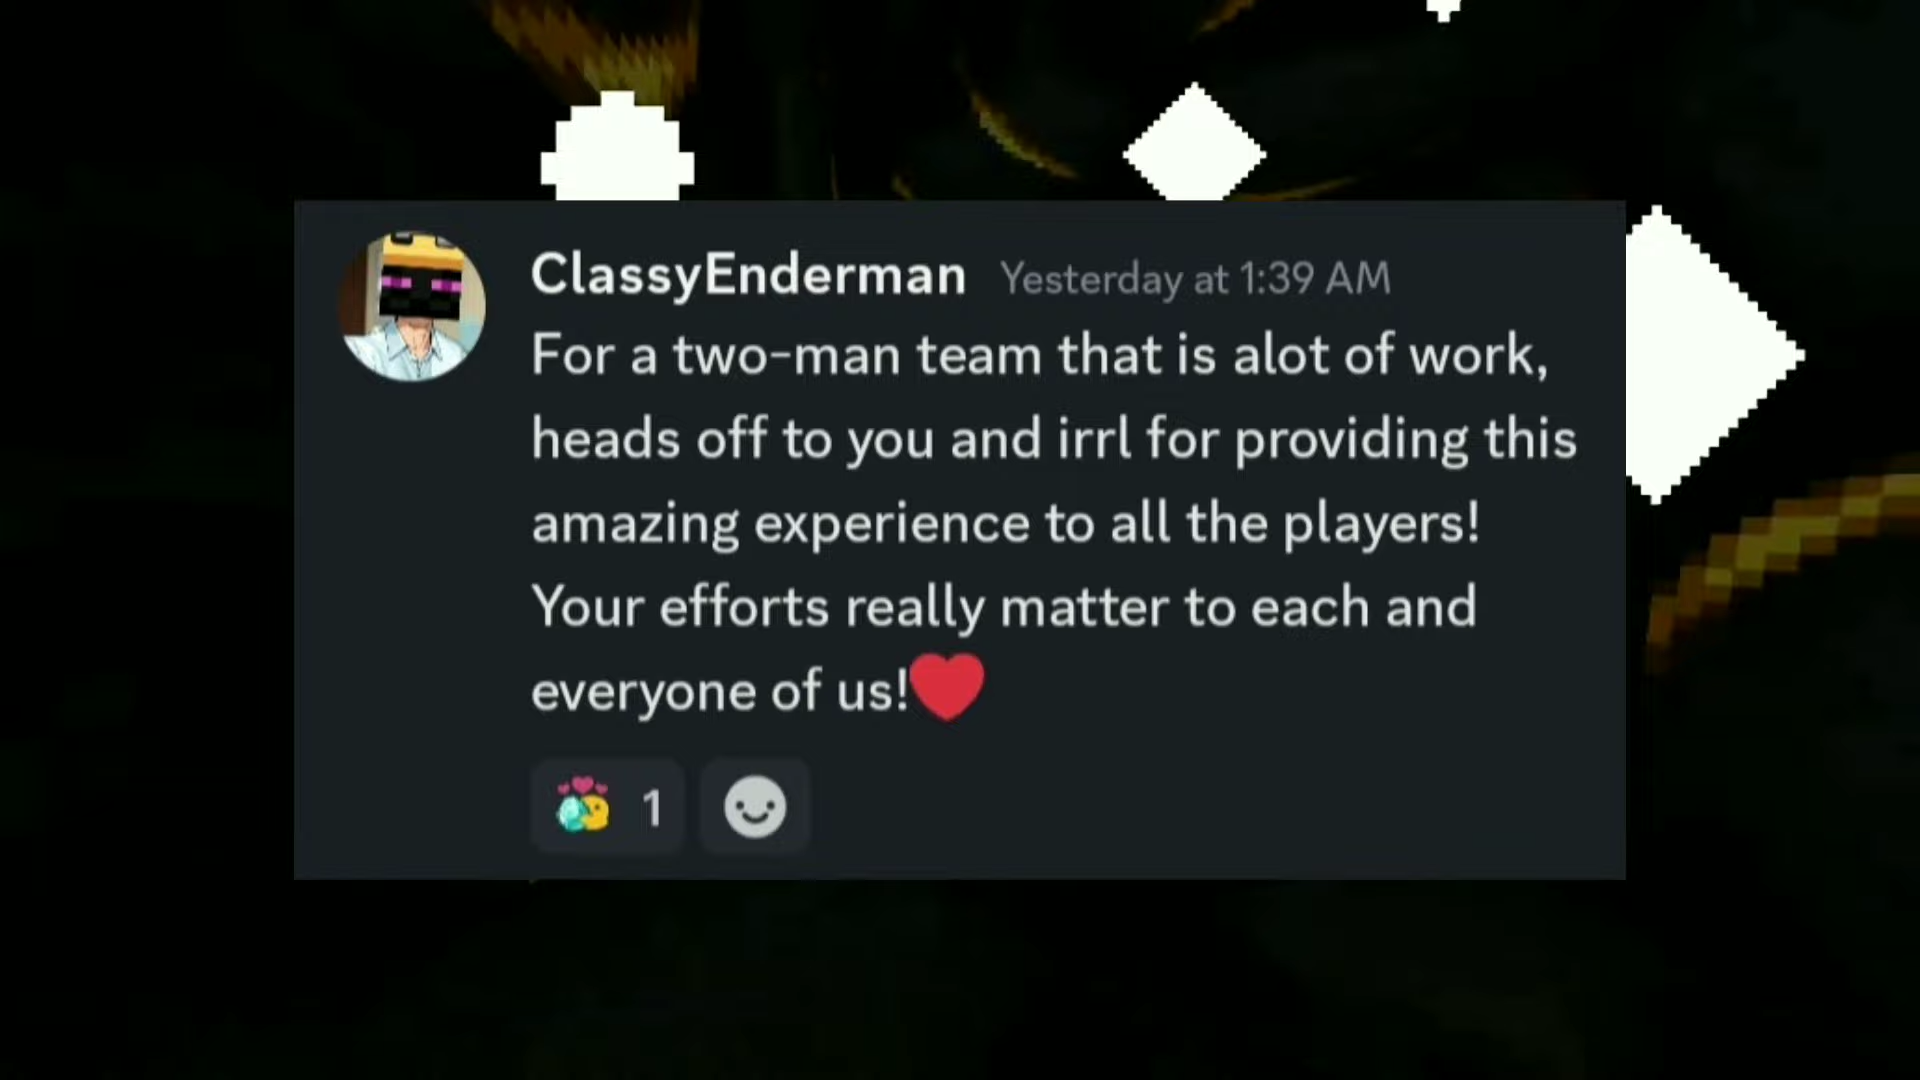 ClassyEnderman Yesterday at 1:39 AM
For a two-man team that is alot of work,
heads off to you and irrl for providing this
amazing experience to all the players!
Your efforts really matter to each and
everyone of us!❤️
1